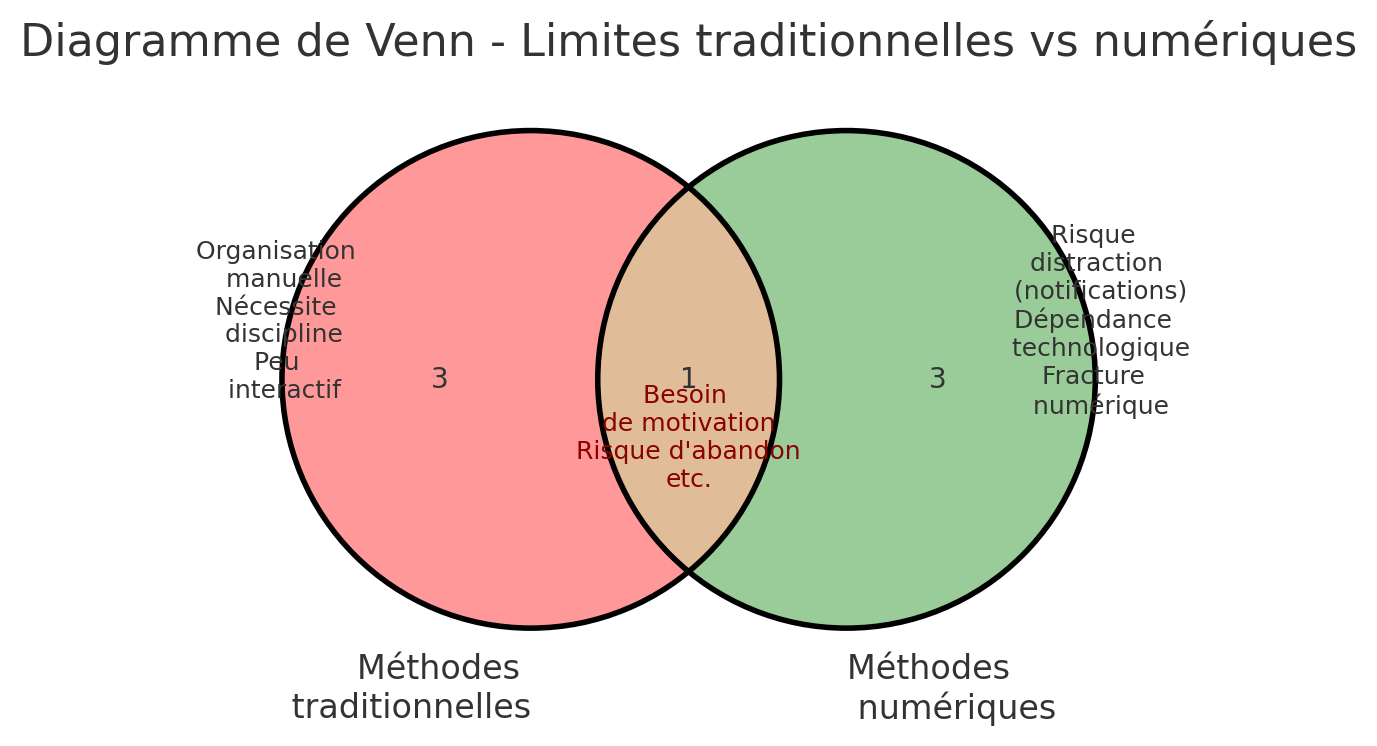 Diagramme de Venn - Limites traditionnelles vs numériques
Organisation
manuelle
Nécessite
discipline
Peu
interactif
3
1
Besoin
de motivation
Risque d'abandon
etc.
3
Risque
distraction
(notifications)
Dépendance
technologique
Fracture
numérique
Méthodes
traditionnelles
Méthodes
numériques